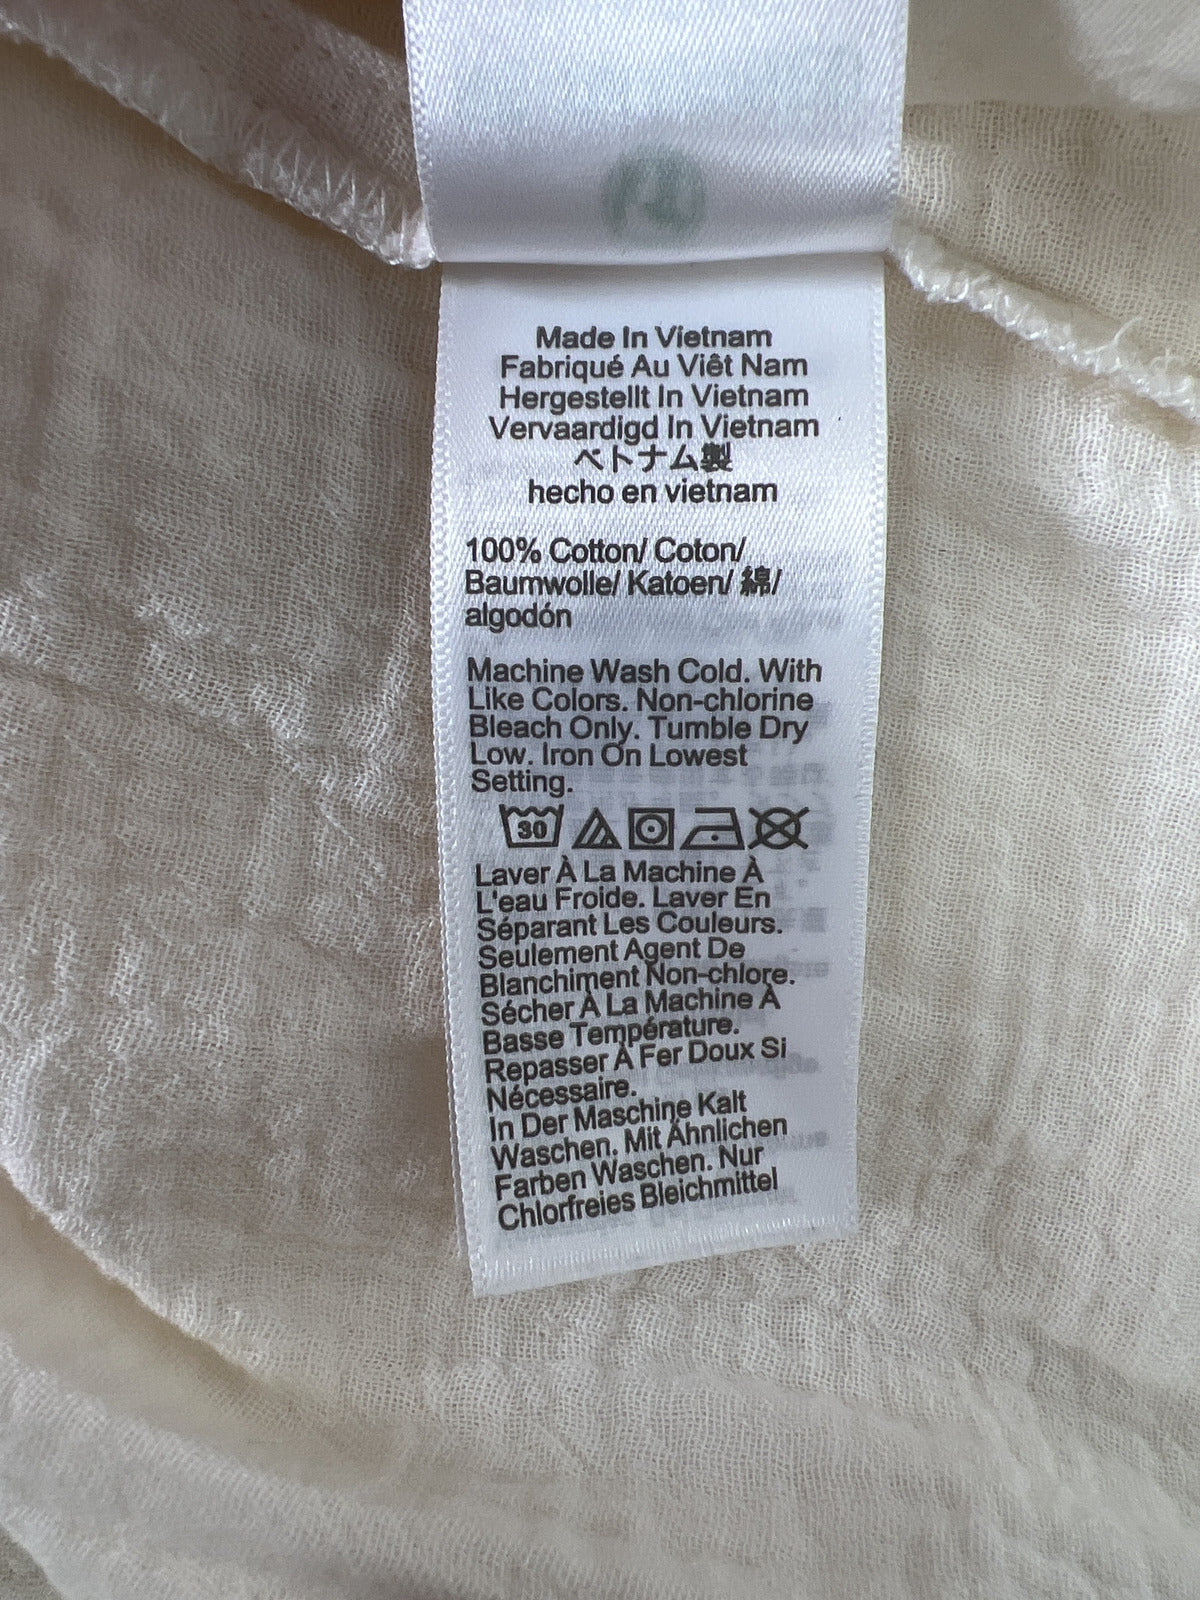 Made In Vietnam
Fabriqué Au Viêt Nam
Hergestellt In Vietnam
Vervaardigd In Vietnam
ベトナム製
hecho en vietnam
100% Cotton/ Coton/
Baumwolle/ Katoen/ 綿/
algodón
Machine Wash Cold. With
Like Colors. Non-chlorine
Bleach Only. Tumble Dry
Low. Iron On Lowest
Setting.
30
Laver À La Machine À
L'eau Froide. Laver En
Séparant Les Couleurs.
Seulement Agent De
Blanchiment Non-chlore.
Sécher À La Machine À
Basse Température.
Repasser À Fer Doux Si
Nécessaire.
In Der Maschine Kalt
Waschen. Mit Ähnlichen
Farben Waschen. Nur
Chlorfreies Bleichmittel